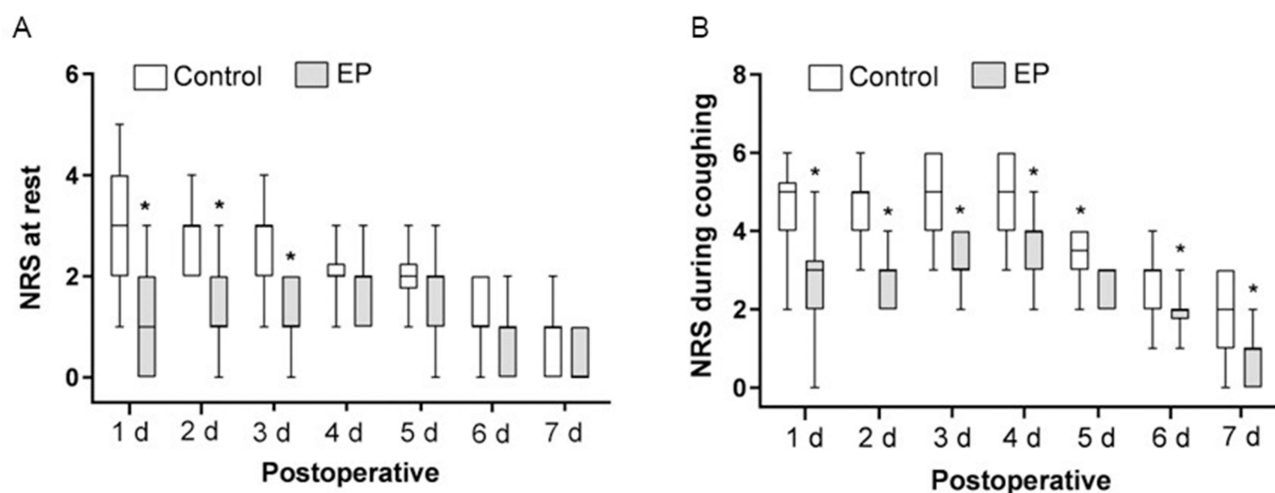 A
Control EP
6
4
2
0
NRS at rest
* * *
1 d 2 d 3 d 4 d 5 d 6 d 7 d
Postoperative
B
Control EP
8
6
4
2
0
NRS during coughing
* * * * * * *
1 d 2 d 3 d 4 d 5 d 6 d 7 d
Postoperative